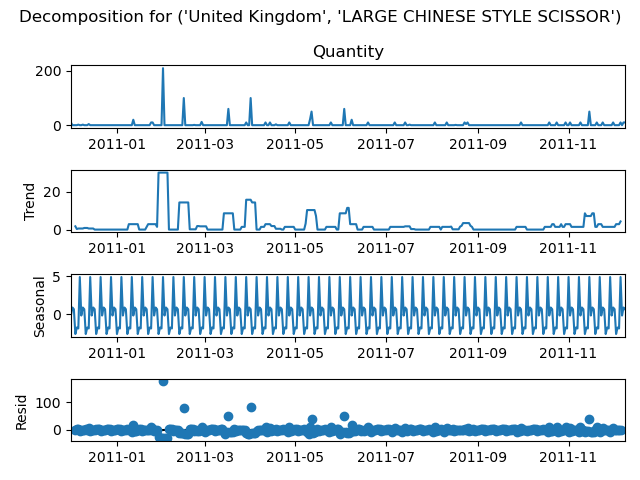 Decomposition for ('United Kingdom', 'LARGE CHINESE STYLE SCISSOR')
Quantity
200
0
2011-01 2011-03 2011-05 2011-07 2011-09 2011-11
Trend
20
0
2011-01 2011-03 2011-05 2011-07 2011-09 2011-11
Seasonal
5
0
2011-01 2011-03 2011-05 2011-07 2011-09 2011-11
Resid
100
0
2011-01 2011-03 2011-05 2011-07 2011-09 2011-11